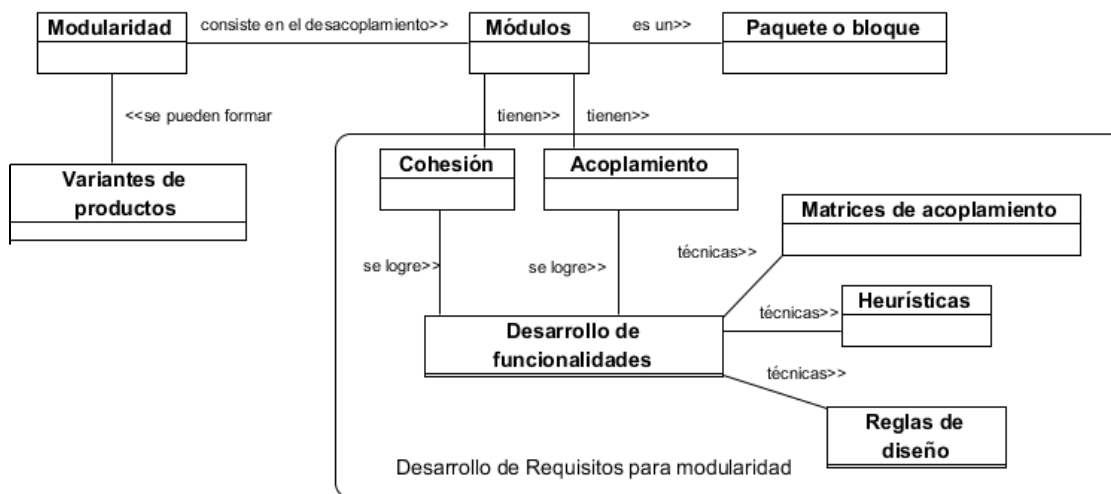 Modularidad
consiste en el desacoplamiento>>
Módulos
es un>>
Paquete o bloque
<<se pueden formar
tienen>>
tienen>>
Variantes de
productos
Cohesión
Acoplamiento
Matrices de acoplamiento
se logre>>
se logre>>
técnicas>>
Heurísticas
técnicas>>
Desarrollo de
funcionalidades
técnicas>>
Reglas de
diseño
Desarrollo de Requisitos para modularidad